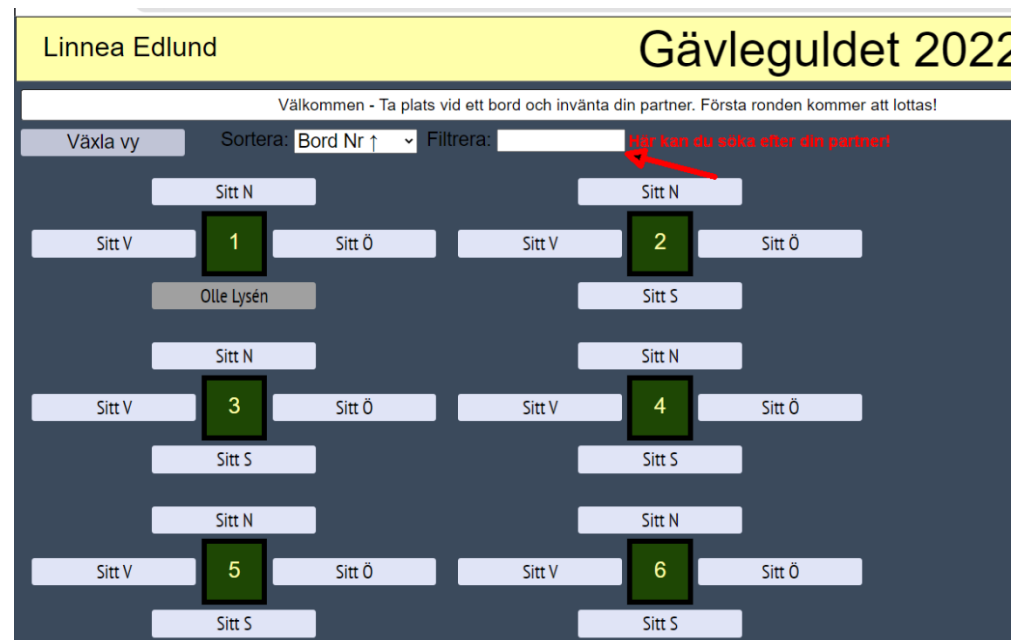 Linnea Edlund Gävleguldet 2022
Välkommen - Ta plats vid ett bord och invänta din partner. Första ronden kommer att lottas!
Växla vy Sortera: Bord Nr ↑ Filtrera: Här kan du söka efter din partner!
Sitt N Sitt N
Sitt V 1 Sitt Ö Sitt V 2 Sitt Ö
Olle Lysén Sitt S
Sitt N Sitt N
Sitt V 3 Sitt Ö Sitt V 4 Sitt Ö
Sitt S Sitt S
Sitt N Sitt N
Sitt V 5 Sitt Ö Sitt V 6 Sitt Ö
Sitt S Sitt S